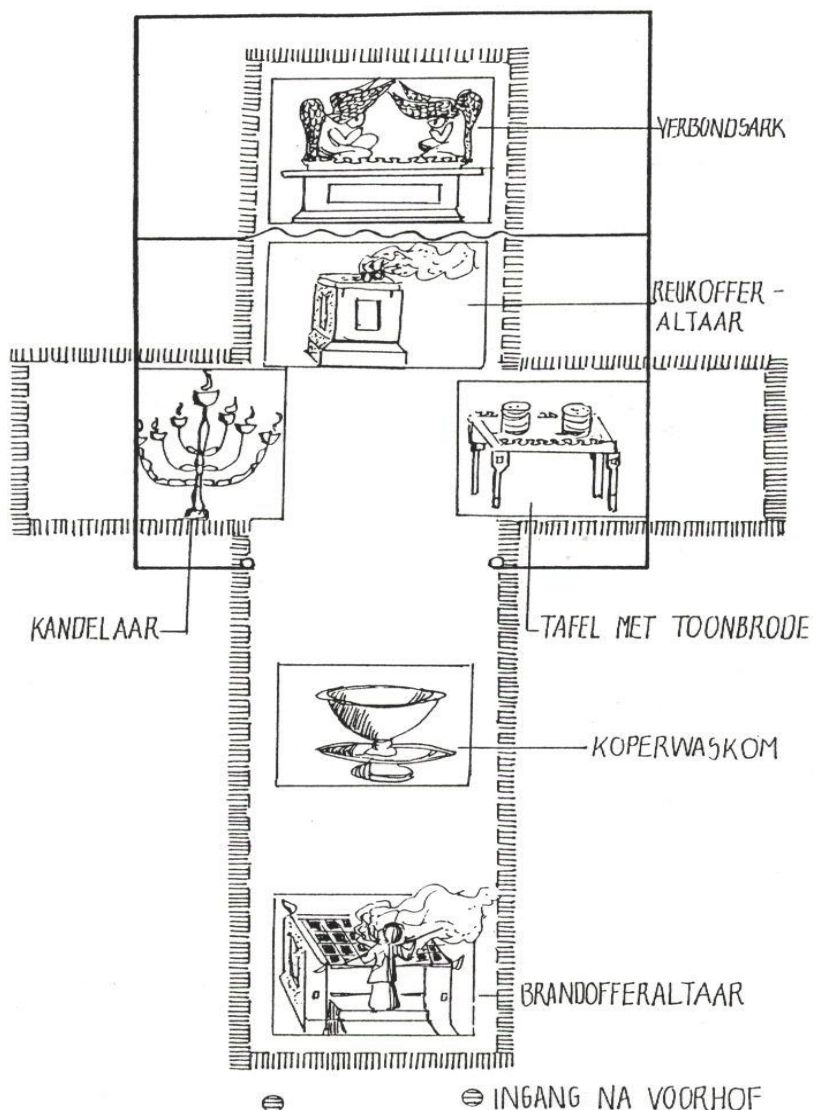 VERBONDSARK
REUKOFFER-
ALTAAR
KANDELAAR
TAFEL MET TOONBRODE
KOPERWASKOM
BRANDOFFERALTAAR
INGANG NA VOORHOF